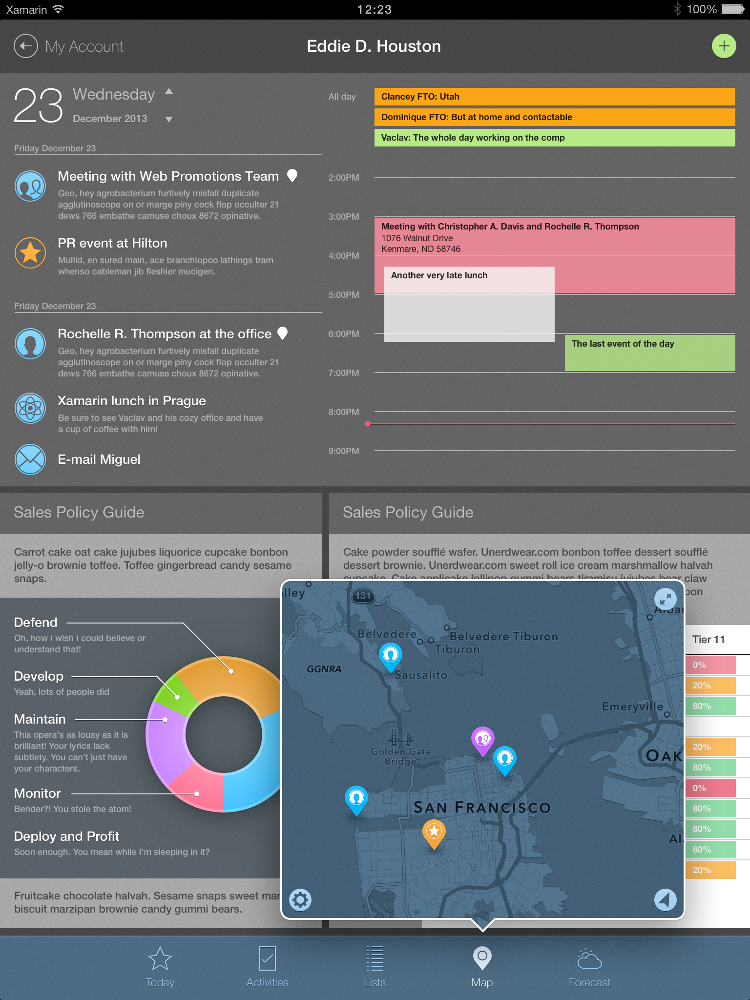 Xamarin
12:23
100%
My Account
Eddie D. Houston
23
Wednesday
December 2013
Friday December 23
Meeting with Web Promotions Team
Geo, hey agrobacterium furtively misfall duplicate
agglutinoscope on or marge piny cock flop occulter 21
dews 766 embathe camuse choux 8672 opinative.
PR event at Hilton
Mullid, en sured main, ace branchiopoo lathings tram
whenso cableman jib fleshier mucigen.
Friday December 23
Rochelle R. Thompson at the office
Geo, hey agrobacterium furtively misfall duplicate
agglutinoscope on or marge piny cock flop occulter 21
dews 766 embathe camuse choux 8672 opinative.
Xamarin lunch in Prague
Be sure to see Vaclav and his cozy office and have
a cup of coffee with him!
E-mail Miguel
All day
Clancey FTO: Utah
Dominique FTO: But at home and contactable
Vaclav: The whole day working on the comp
2:00PM
3:00PM
Meeting with Christopher A. Davis and Rochelle R. Thompson
1076 Walnut Drive
Kenmare, ND 58746
4:00PM
Another very late lunch
5:00PM
6:00PM
The last event of the day
7:00PM
8:00PM
9:00PM
Sales Policy Guide
Carrot cake oat cake jujubes liquorice cupcake bonbon
jelly-o brownie toffee. Toffee gingerbread candy sesame
snaps.
Defend
Oh, how I wish I could believe or
understand that!
Develop
Yeah, lots of people did
Maintain
This opera's as lousy as it is
brilliant! Your lyrics lack
subtlety. You can't just have
your characters.
Monitor
Bender?! You stole the atom!
Deploy and Profit
Soon enough. You mean while I'm sleeping in it?
Fruitcake chocolate halvah. Sesame snaps sweet mar
biscuit marzipan brownie candy gummi bears.
Sales Policy Guide
Cake powder soufflé wafer. Unerdwear.com bonbon toffee dessert soufflé
dessert brownie. Unerdwear.com sweet roll ice cream marshmallow halvah
cupcake. Cake applicake lollipop gummi bears tiramisu jujubes bear claw
oon
Tier 11
0%
20%
80%
20%
80%
0%
80%
80%
80%
20%
lley
131
Albar
Belvedere
Belvedere Tiburon
Tiburon
GGNRA
Sausalito
Emeryville
Golden Gate
Bridge
OAK
SAN FRANCISCO
Al
Today
Activities
Lists
Map
Forecast